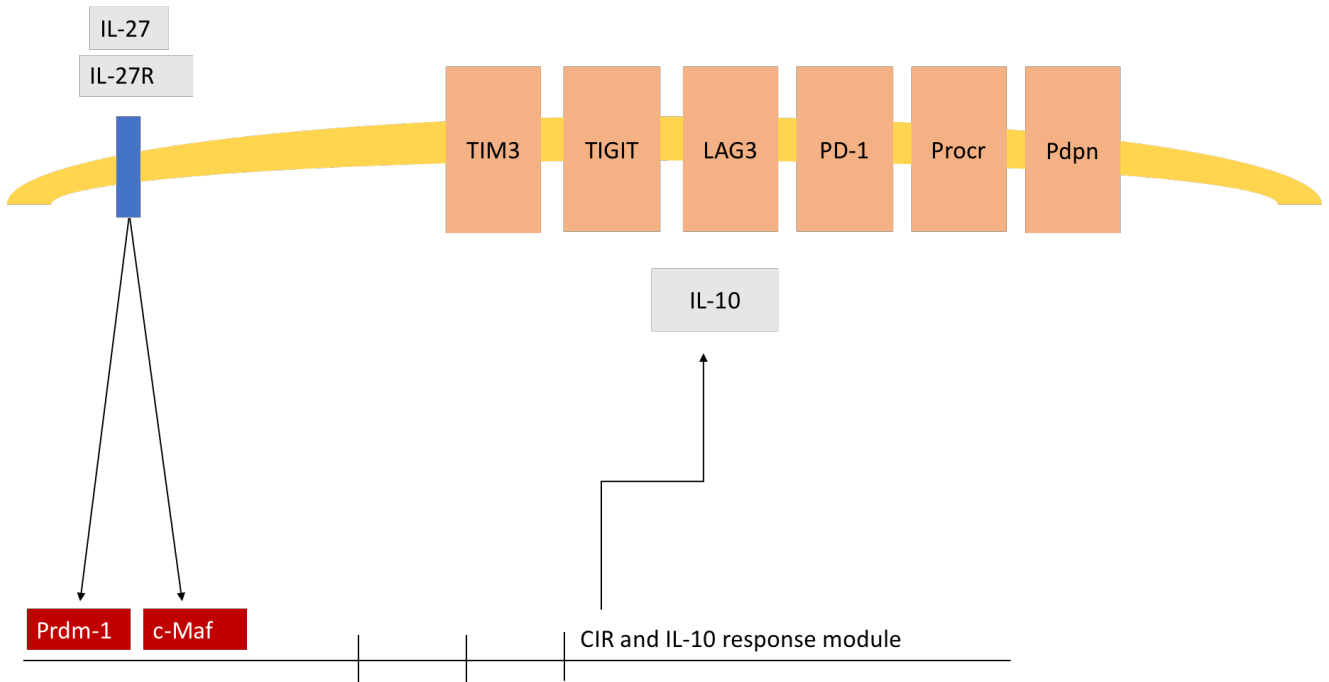 IL-27
IL-27R
TIM3
TIGIT
LAG3
PD-1
Procr
Pdpn
IL-10
Prdm-1
c-Maf
CIR and IL-10 response module